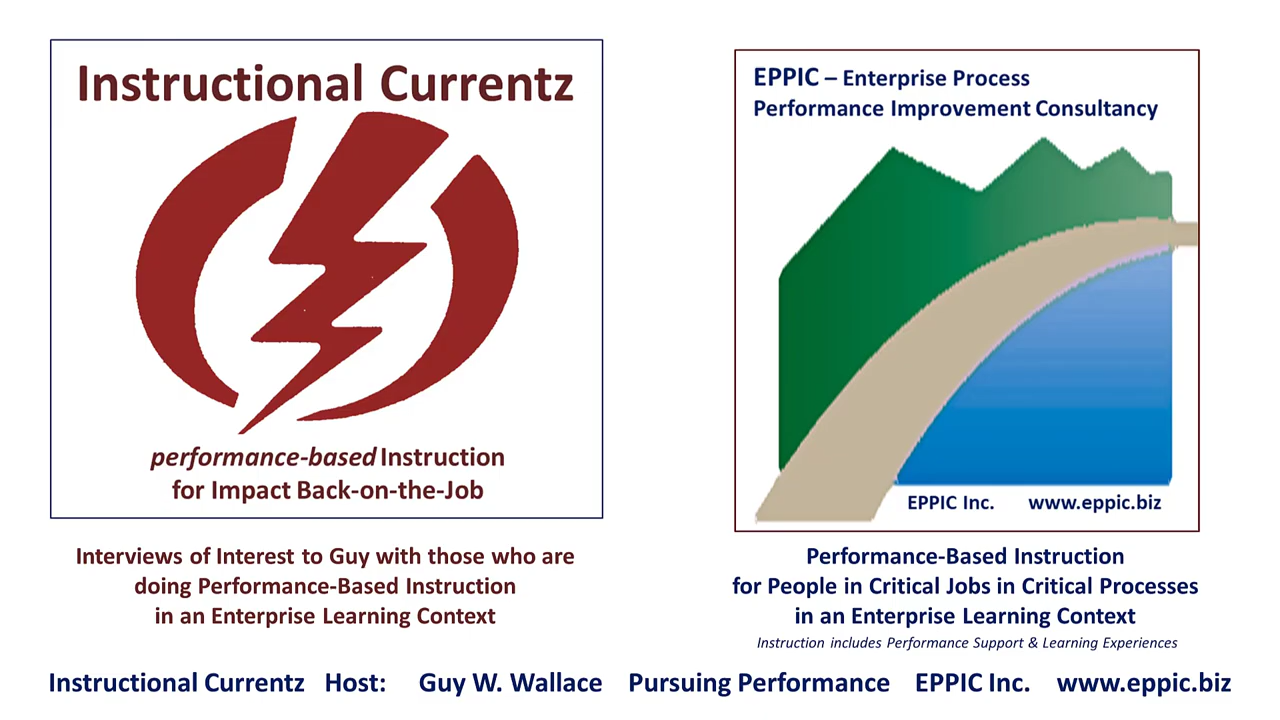 Instructional Currentz
performance-based Instruction
for Impact Back-on-the-Job
Interviews of Interest to Guy with those who are
doing Performance-Based Instruction
in an Enterprise Learning Context
EPPIC – Enterprise Process
Performance Improvement Consultancy
EPPIC Inc. www.eppic.biz
Performance-Based Instruction
for People in Critical Jobs in Critical Processes
in an Enterprise Learning Context
Instruction includes Performance Support & Learning Experiences
Instructional Currentz Host: Guy W. Wallace Pursuing Performance EPPIC Inc. www.eppic.biz